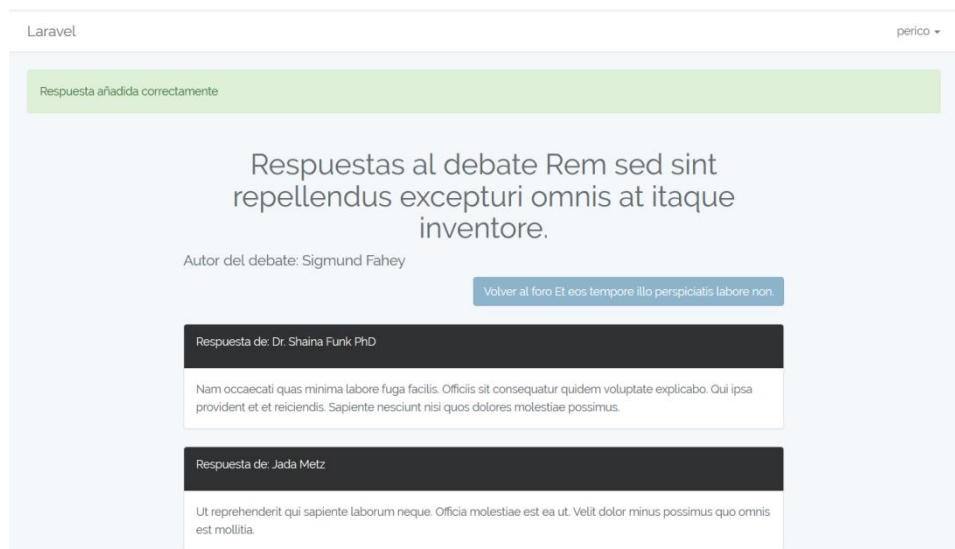 Laravel
perico
Respuesta añadida correctamente
Respuestas al debate Rem sed sint
repellendus excepturi omnis at itaque
inventore.
Autor del debate: Sigmund Fahey
Volver al foro Et eos tempore illo perspiciatis labore non.
Respuesta de: Dr. Shaina Funk PhD
Nam occaecati quas minima labore fuga facilis. Officiis sit consequatur quidem voluptate explicabo. Qui ipsa
provident et et reiciendis. Sapiente nesciunt nisi quos dolores molestiae possimus.
Respuesta de: Jada Metz
Ut reprehenderit qui sapiente laborum neque. Officia molestiae est ea ut. Velit dolor minus possimus quo omnis
est mollitia.